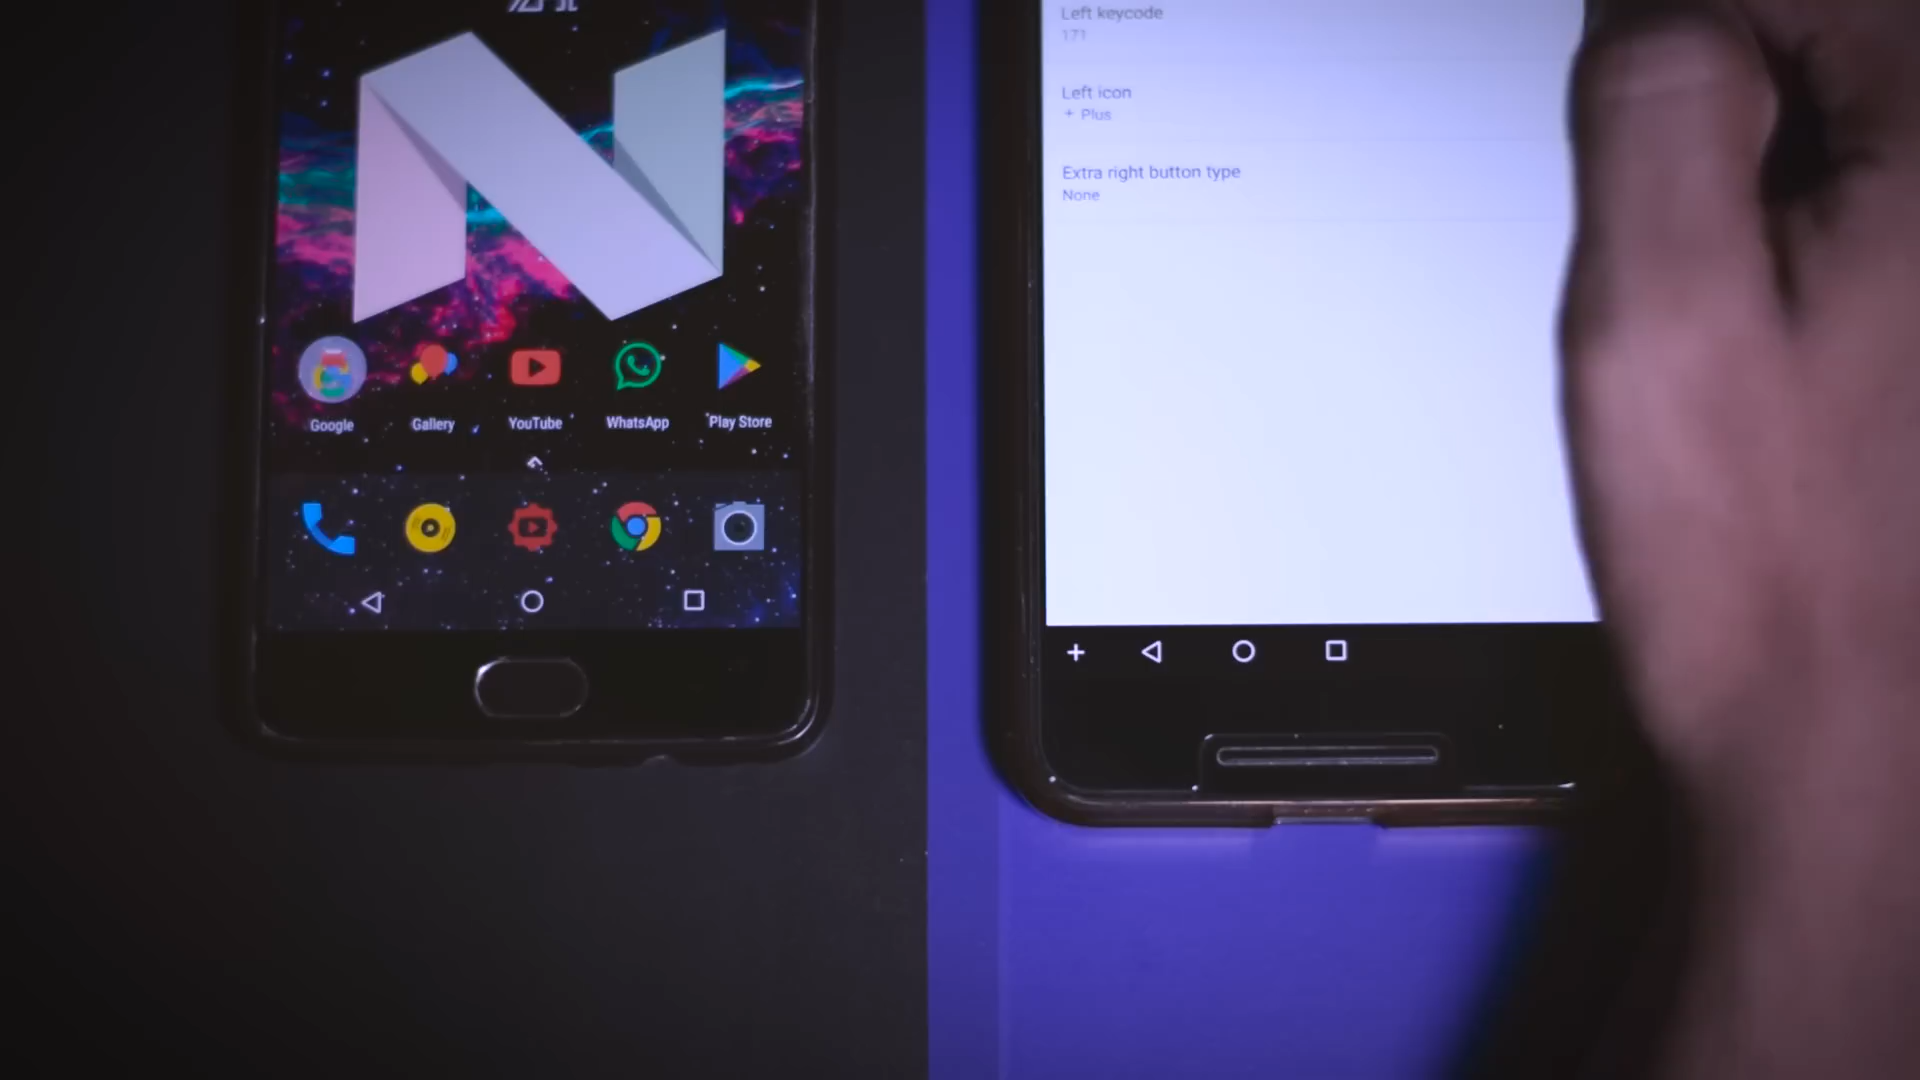 Google
Gallery
YouTube
WhatsApp
Play Store
Left keycode
171
Left icon
+ Plus
Extra right button type
None